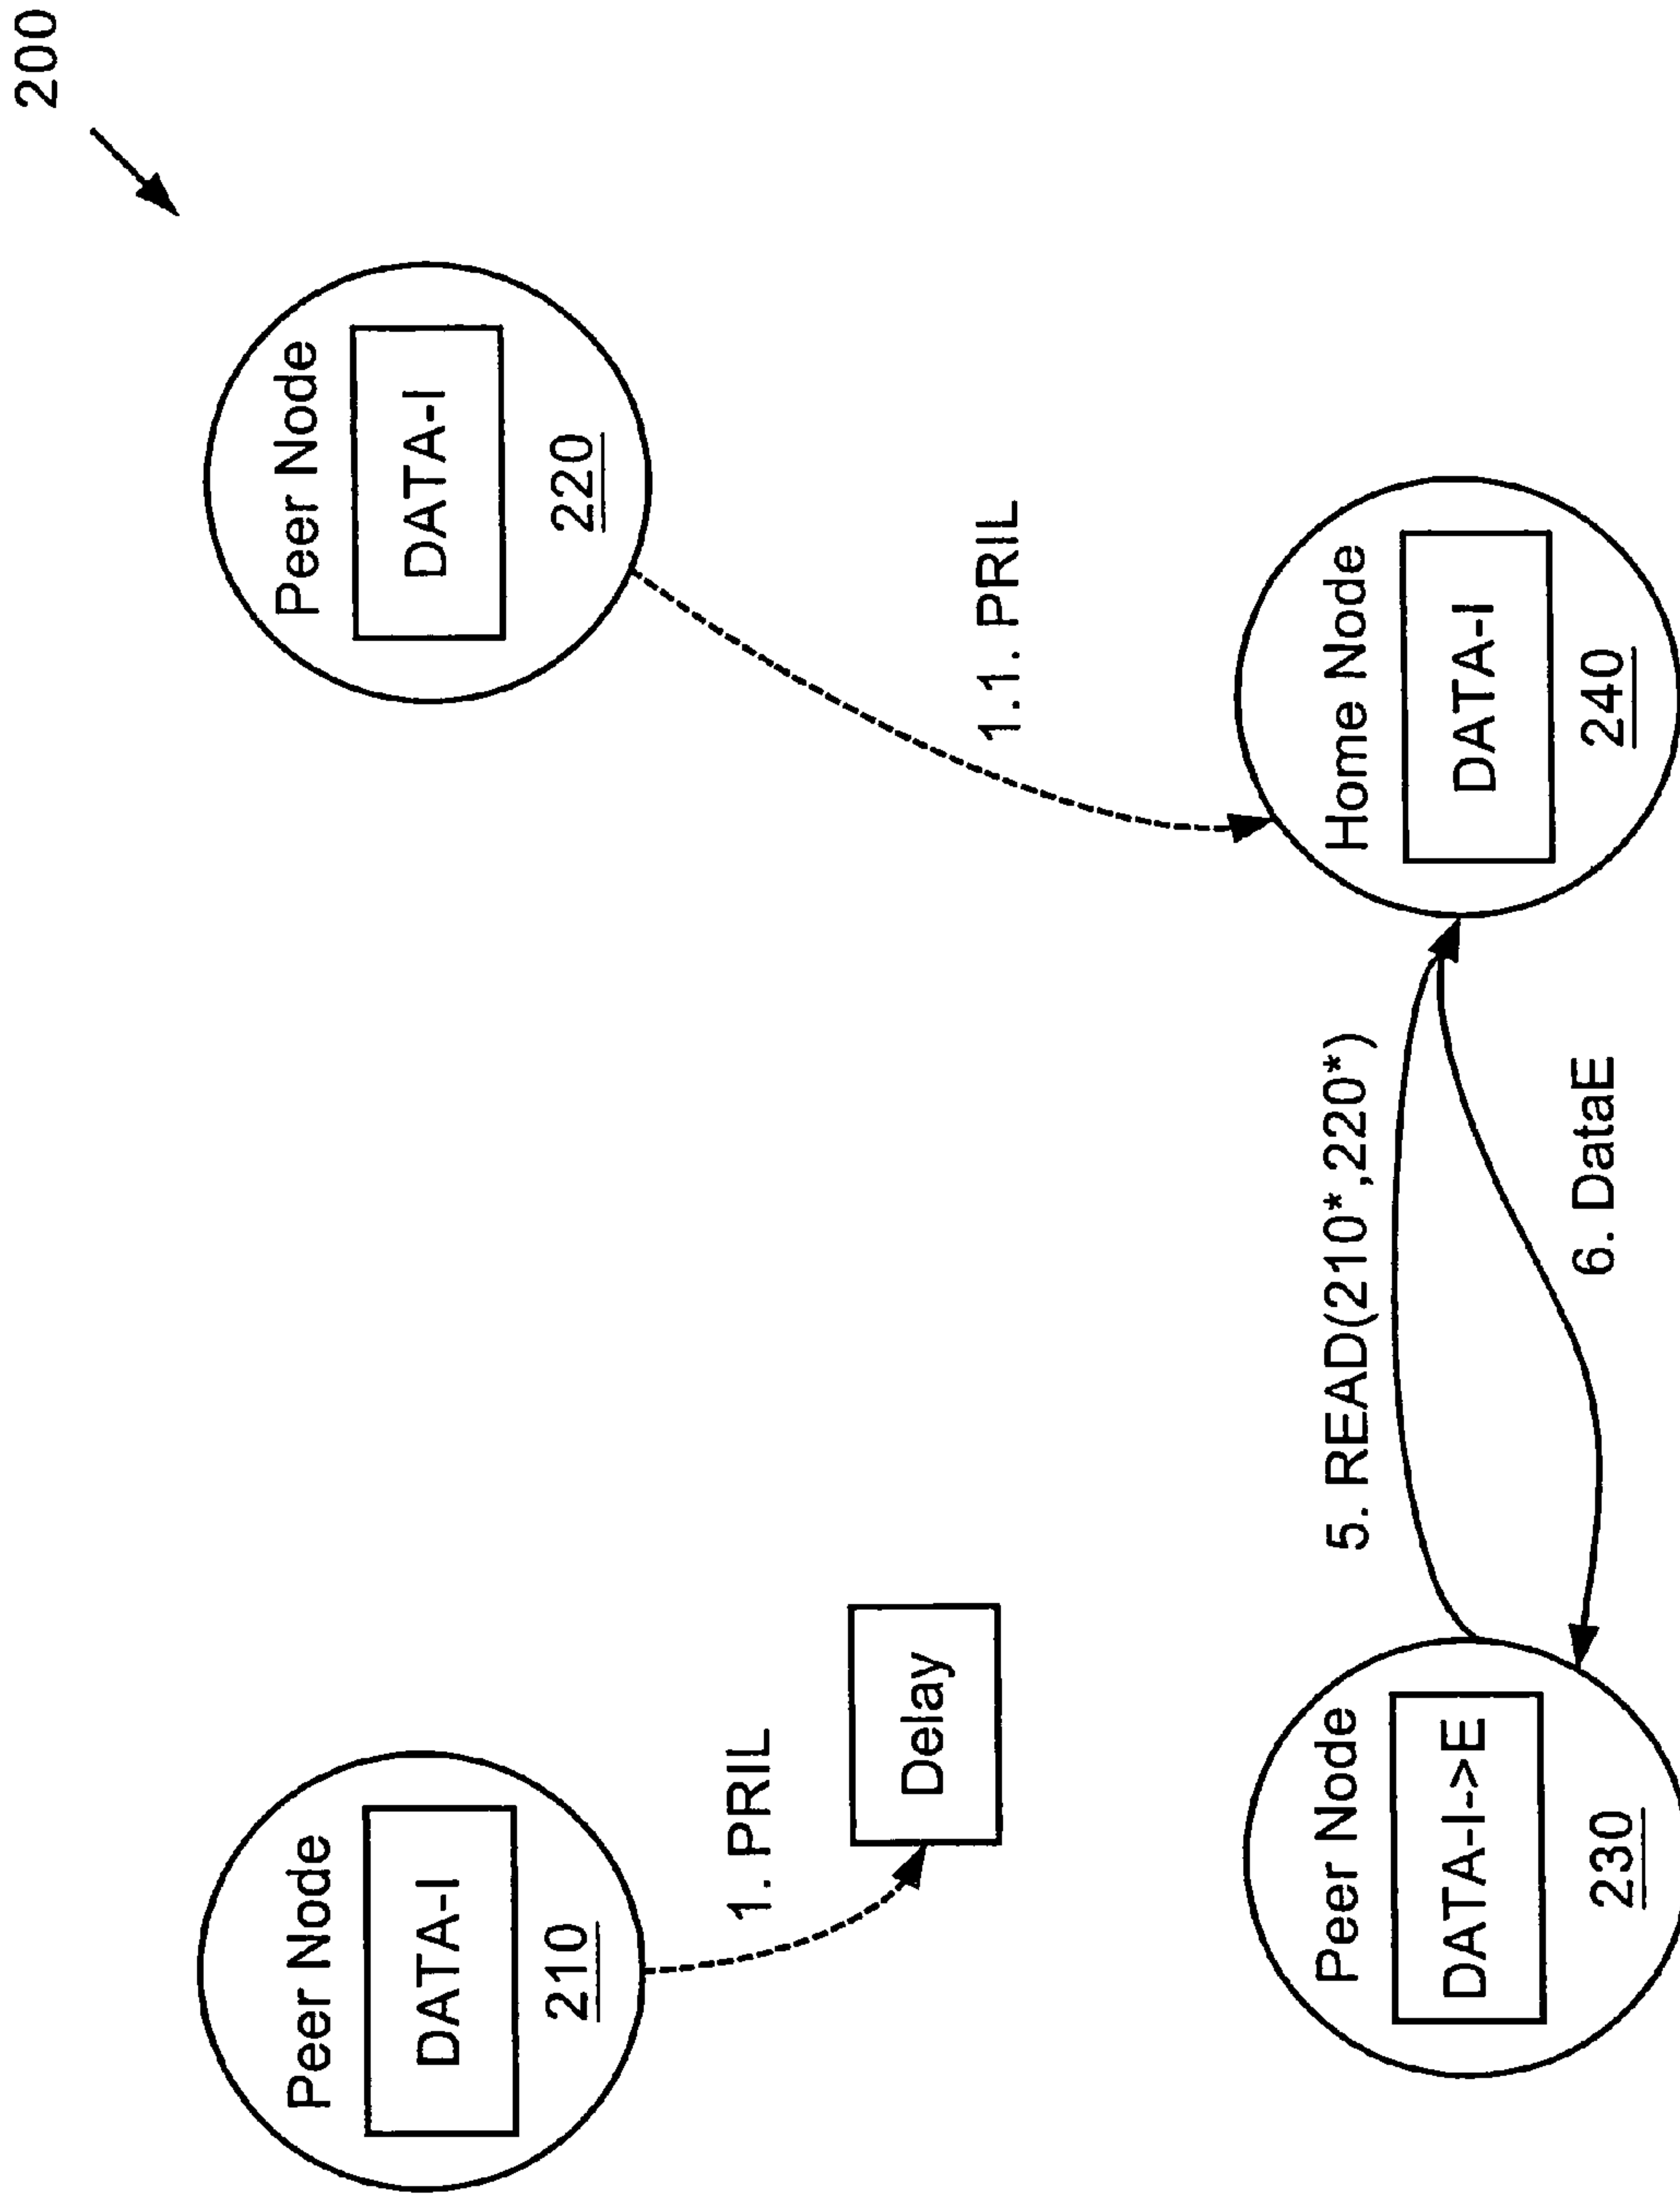 200
Peer Node
DATA-I
210
Peer Node
DATA-I
220
1. PRIL
Delay
1.1. PRIL
Peer Node
DATA-I->E
230
5. READ(210*,220*)
6. DataE
Home Node
DATA-I
240